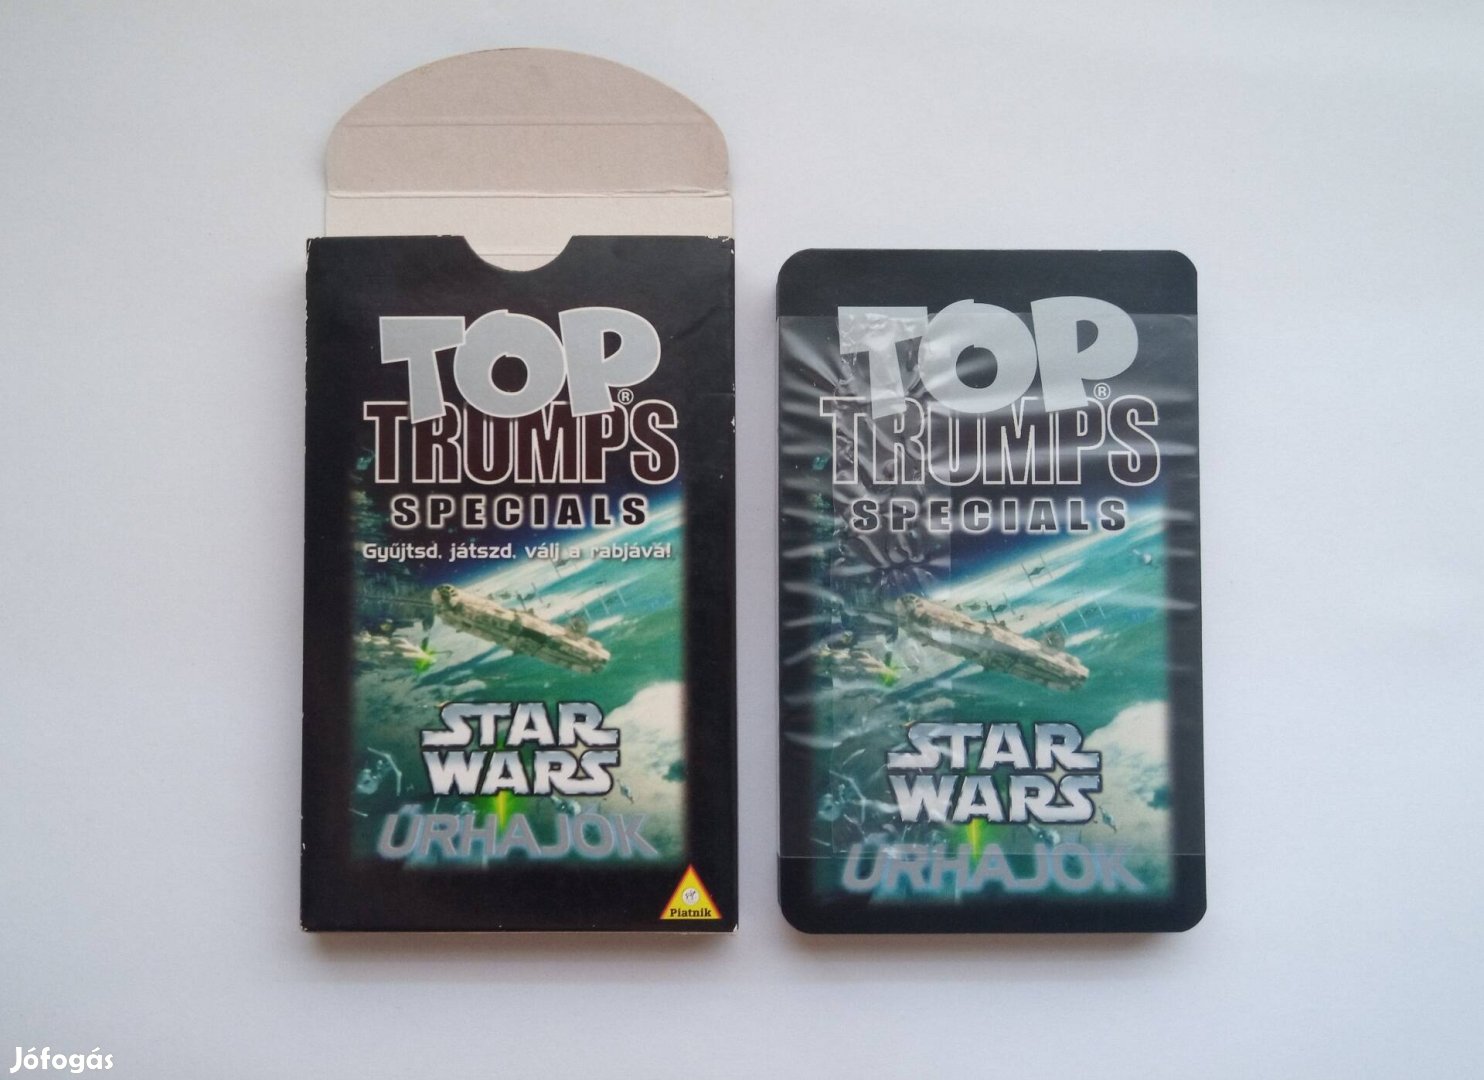 TOP
TRUMPS®
SPECIALS
Gyűjtsd, játszd, válj a rabjává!
STAR
WARS
ŰRHAJÓK
Piatnik
TOP
TRUMPS®
SPECIALS
STAR
WARS
ŰRHAJÓK
Jófogás